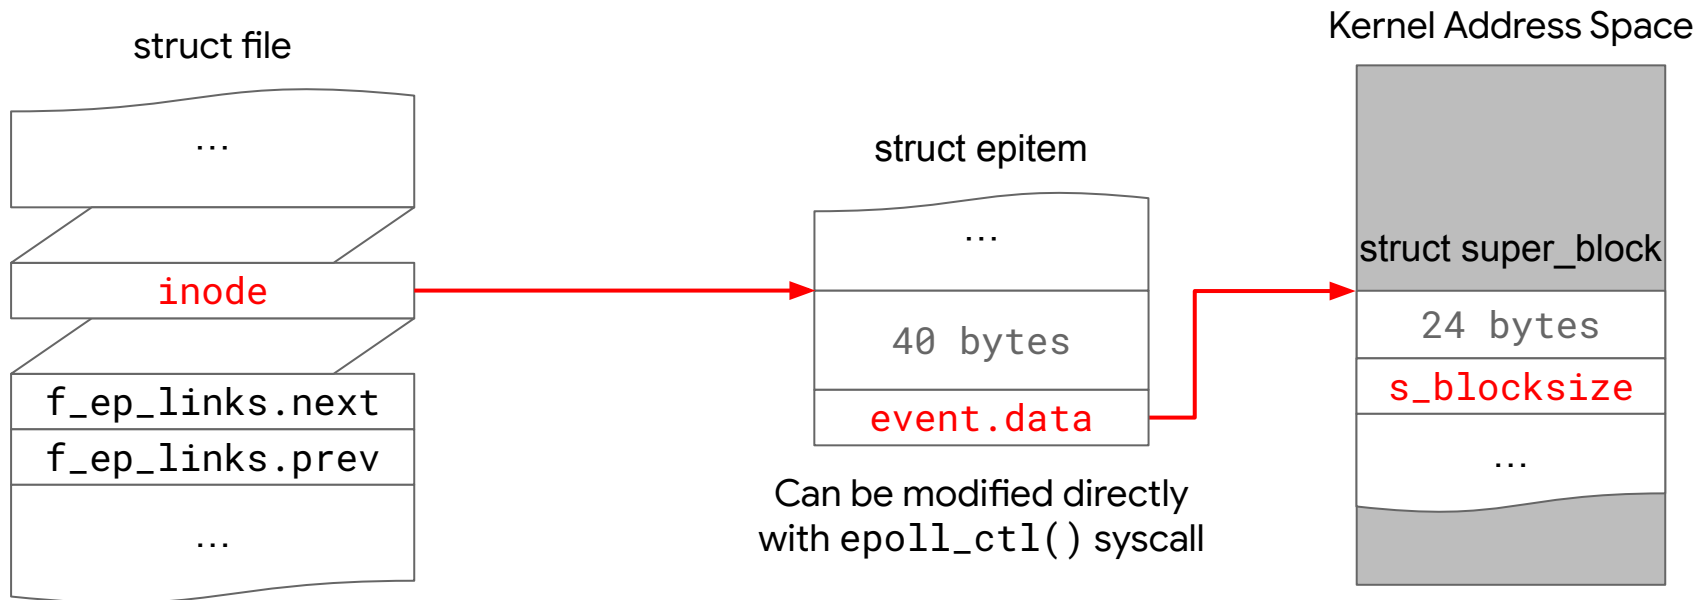 struct file
…
inode
f_ep_links.next
f_ep_links.prev
…
struct epitem
…
40 bytes
event.data
Can be modified directly
with epoll_ctl() syscall
Kernel Address Space
struct super_block
24 bytes
s_blocksize
…